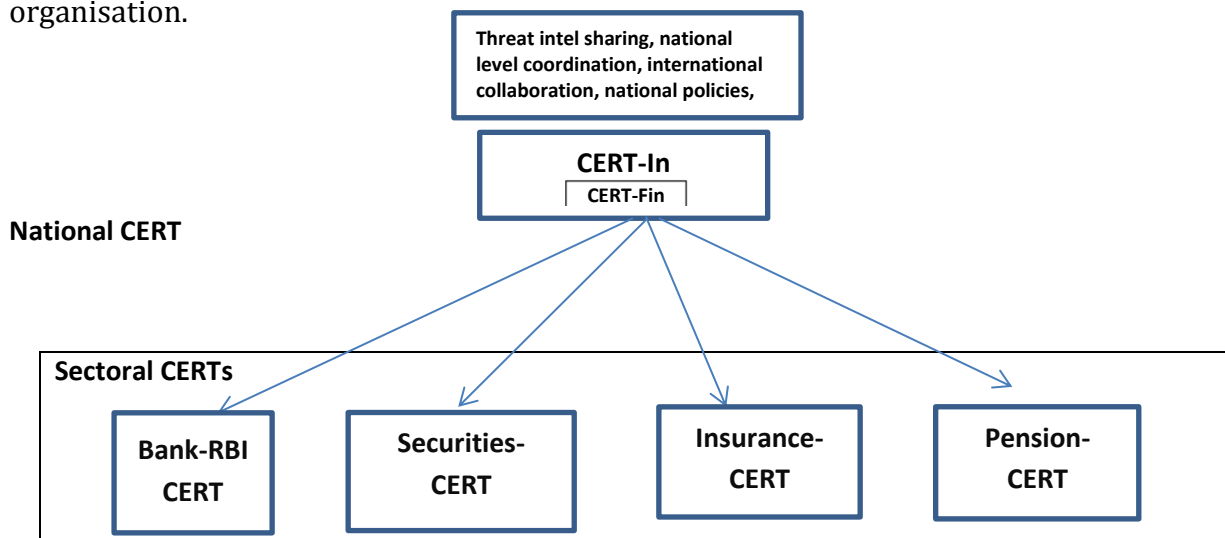 organisation.
Threat intel sharing, national
level coordination, international
collaboration, national policies,
CERT-In
CERT-Fin
National CERT
Sectoral CERTs
Bank-RBI
CERT
Securities-
CERT
Insurance-
CERT
Pension-
CERT